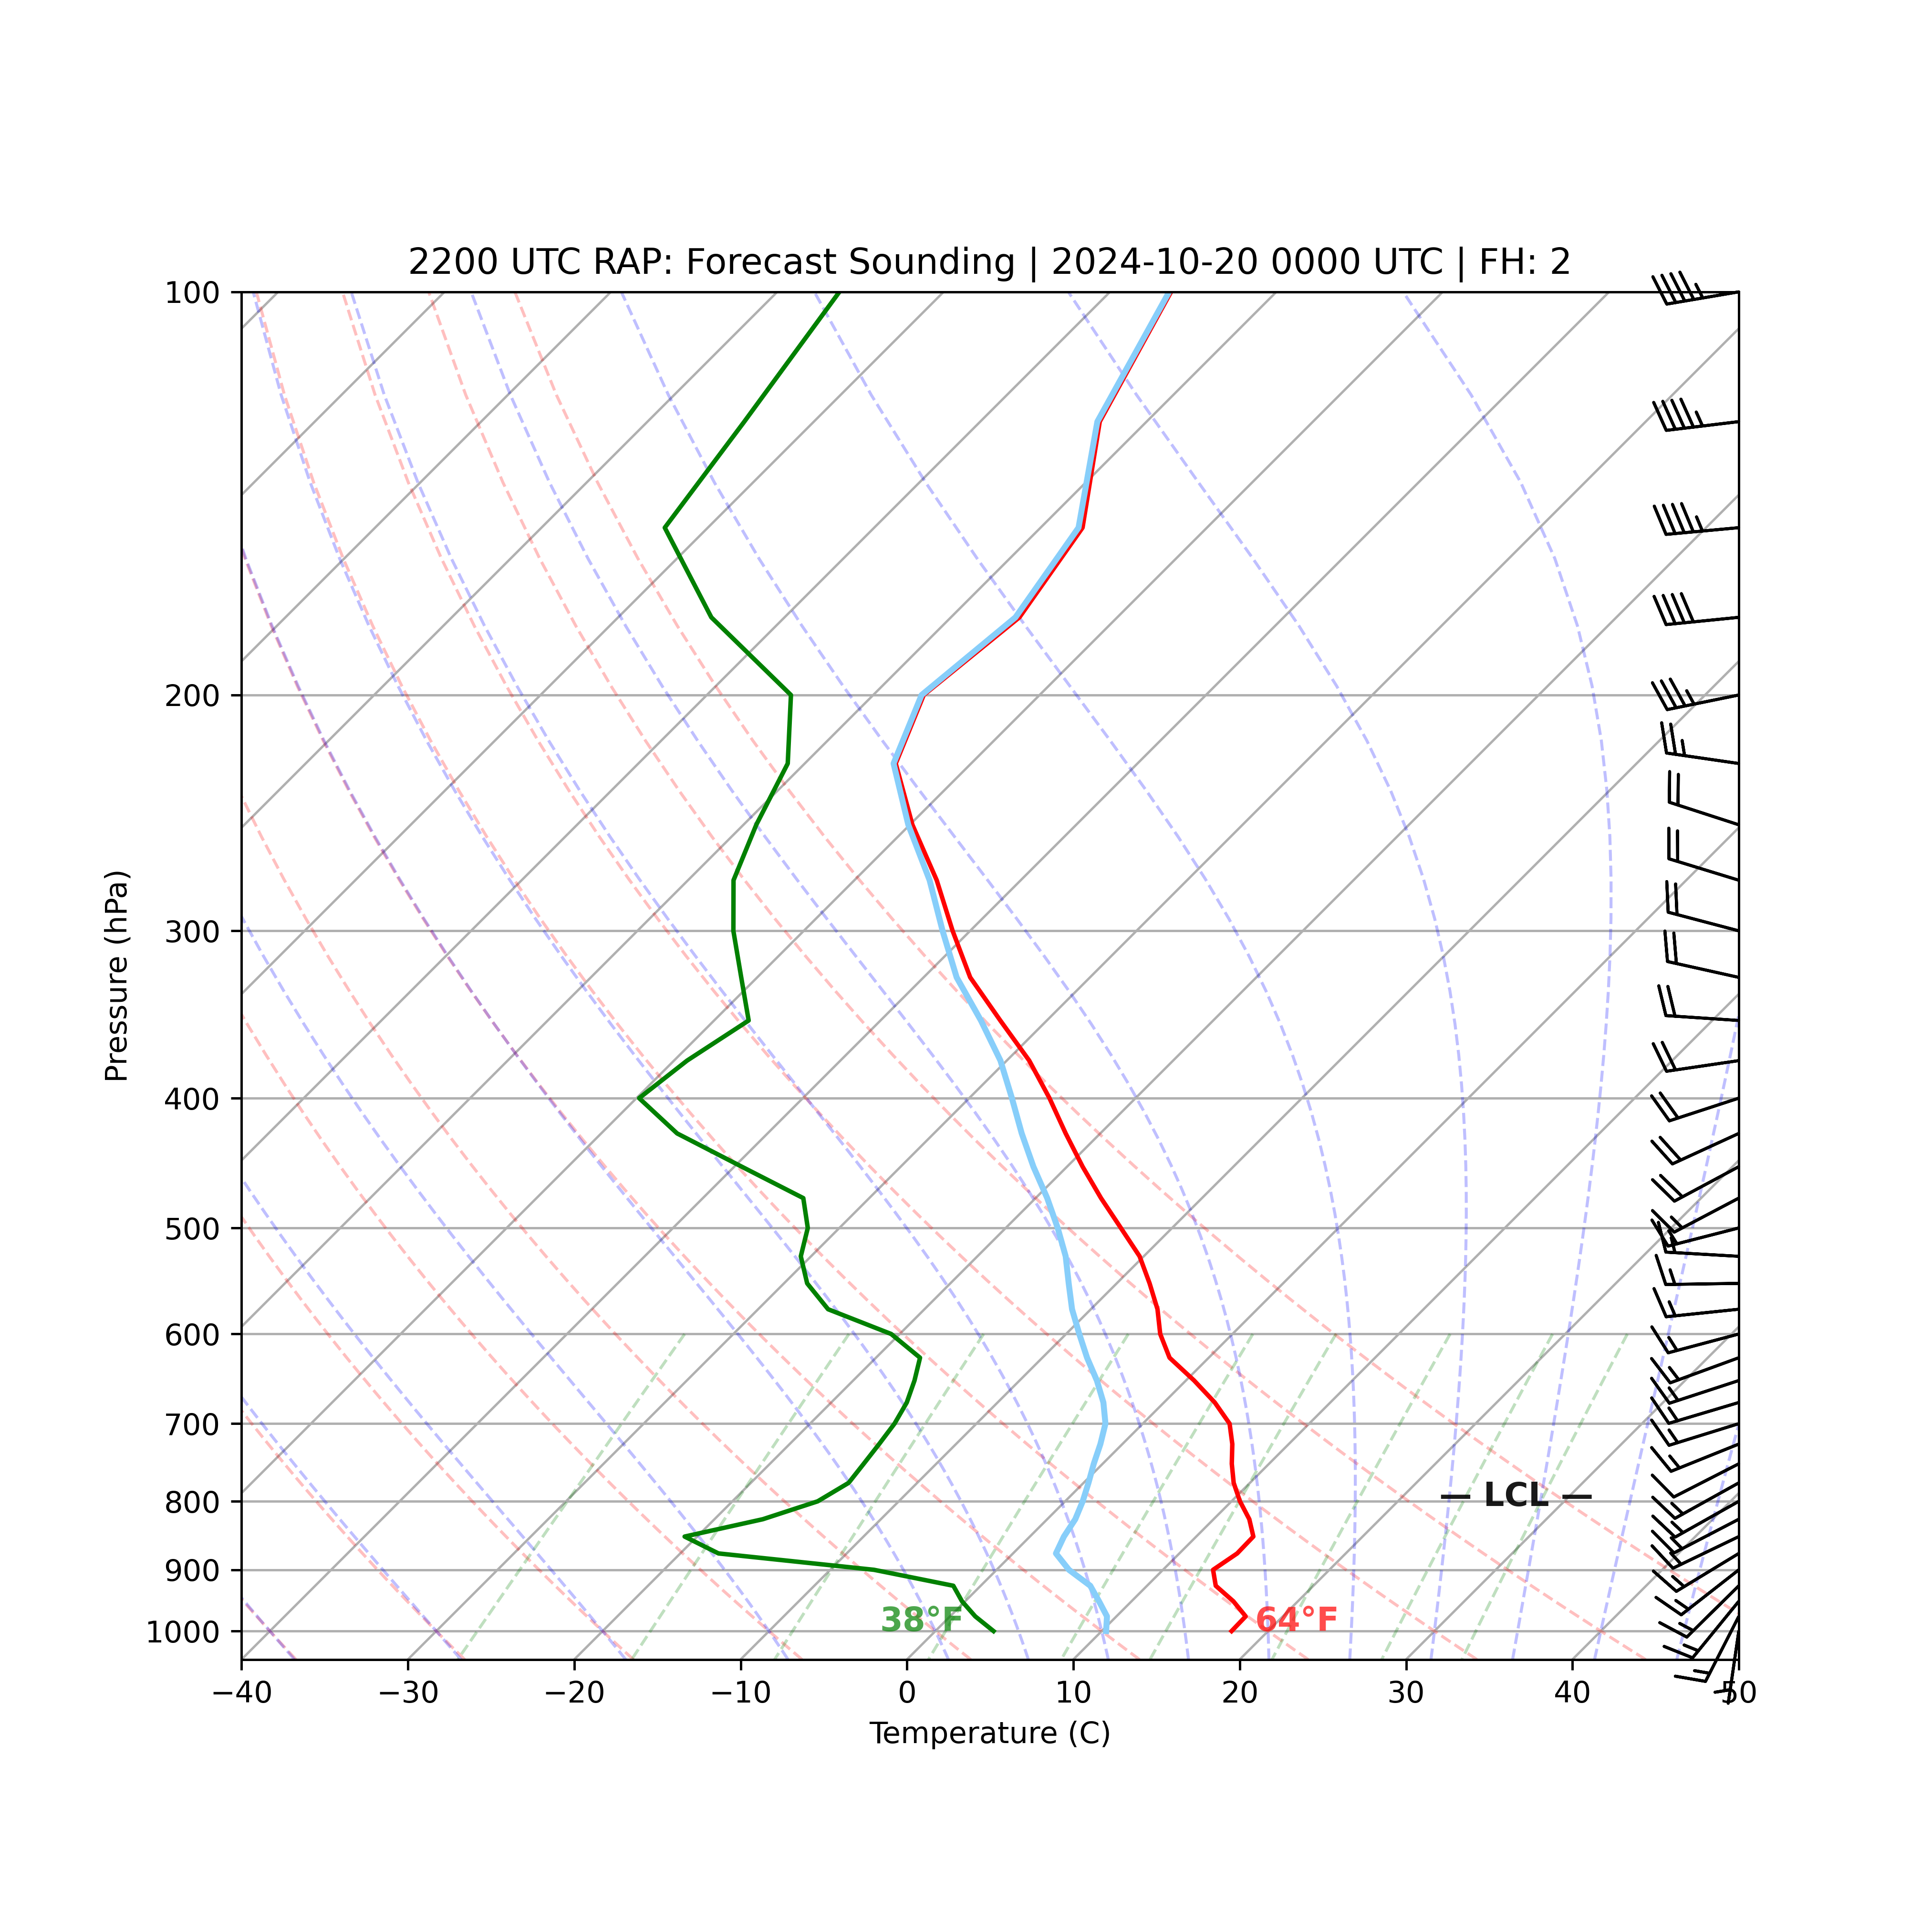 2200 UTC RAP: Forecast Sounding | 2024-10-20 0000 UTC | FH: 2
100
200
300
400
500
600
700
800
900
1000
Pressure (hPa)
— LCL —
38°F
64°F
−40 −30 −20 −10 0 10 20 30 40 50
Temperature (C)